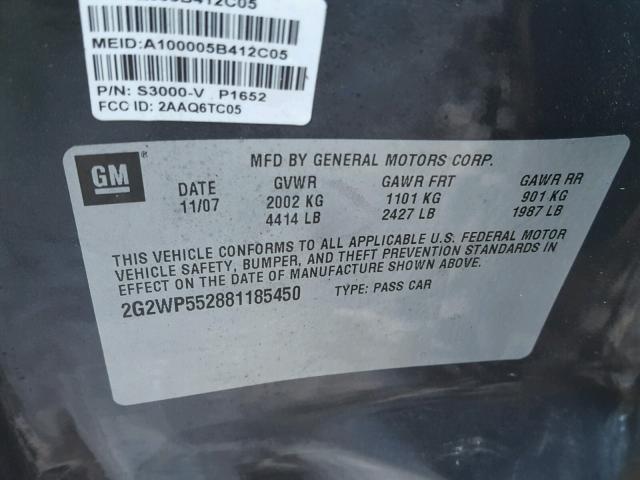 MEID:A100005B412C05
P/N: S3000-V P1652
FCC ID: 2AAQ6TC05
GM®
MFD BY GENERAL MOTORS CORP.
DATE GVWR GAWR FRT GAWR RR
11/07 2002 KG 1101 KG 901 KG
4414 LB 2427 LB 1987 LB
THIS VEHICLE CONFORMS TO ALL APPLICABLE U.S. FEDERAL MOTOR
VEHICLE SAFETY, BUMPER, AND THEFT PREVENTION STANDARDS IN
EFFECT ON THE DATE OF MANUFACTURE SHOWN ABOVE.
2G2WP552881185450 TYPE: PASS CAR